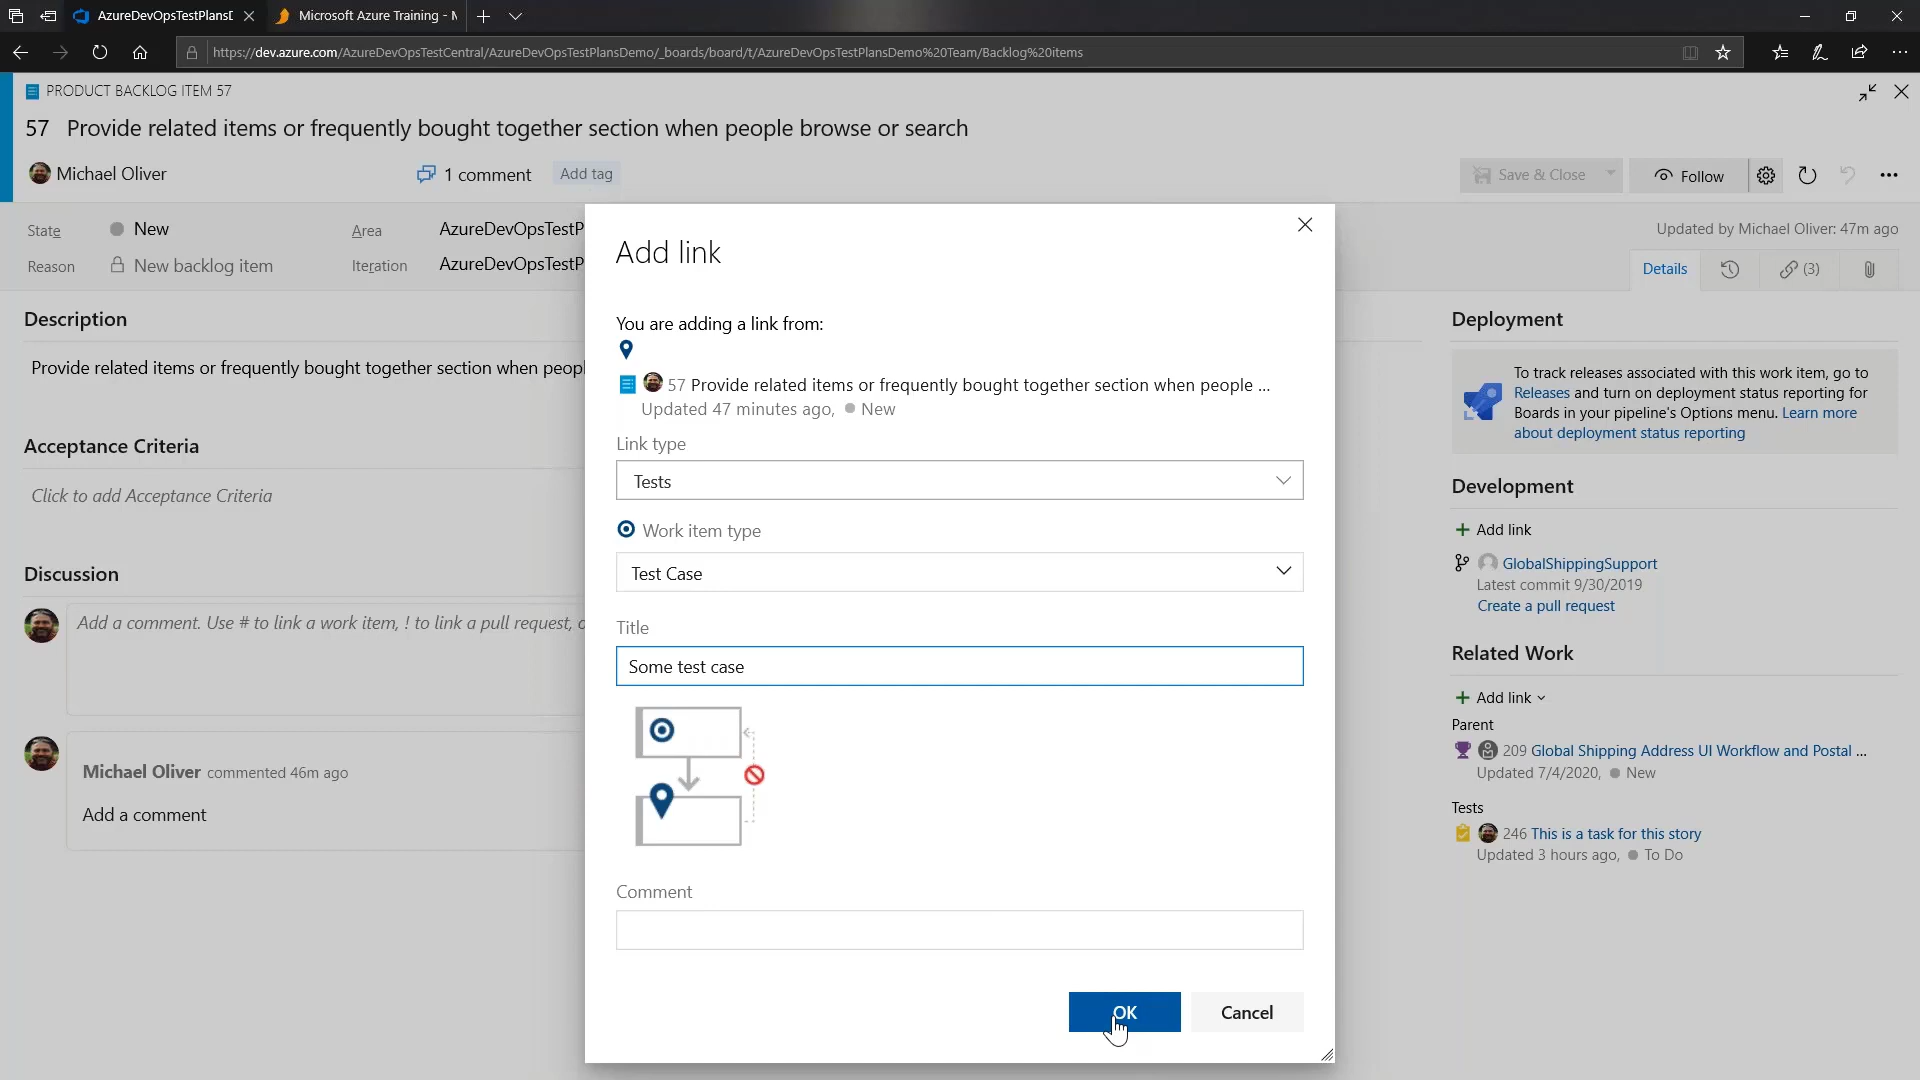 AzureDevOpsTestPlansD
Microsoft Azure Training - M
https://dev.azure.com/AzureDevOpsTestCentral/AzureDevOpsTestPlansDemo/_boards/board/t/AzureDevOpsTestPlansDemo%20Team/Backlog%20items
PRODUCT BACKLOG ITEM 57
57 Provide related items or frequently bought together section when people browse or search
Michael Oliver
1 comment
Add tag
Save & Close
Follow
State
New
Area
AzureDevOpsTestP
Updated by Michael Oliver: 47m ago
Reason
New backlog item
Iteration
AzureDevOpsTestP
Details
(3)
Description
Provide related items or frequently bought together section when peopl
Acceptance Criteria
Click to add Acceptance Criteria
Discussion
Add a comment. Use # to link a work item, ! to link a pull request, o
Michael Oliver commented 46m ago
Add a comment
Add link
You are adding a link from:
57 Provide related items or frequently bought together section when people ...
Updated 47 minutes ago, New
Link type
Tests
Work item type
Test Case
Title
Some test case
Comment
OK
Cancel
Deployment
To track releases associated with this work item, go to
Releases and turn on deployment status reporting for
Boards in your pipeline's Options menu. Learn more
about deployment status reporting
Development
Add link
GlobalShippingSupport
Latest commit 9/30/2019
Create a pull request
Related Work
Add link
Parent
209 Global Shipping Address UI Workflow and Postal ...
Updated 7/4/2020, New
Tests
246 This is a task for this story
Updated 3 hours ago, To Do